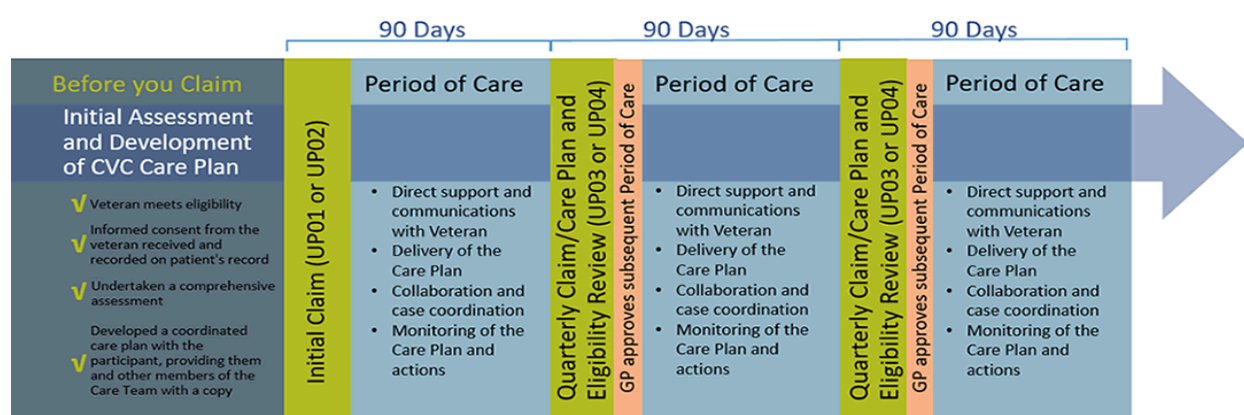 90 Days
90 Days
90 Days
Before you Claim
Initial Assessment
and Development
of CVC Care Plan
√ Veteran meets eligibility
√ Informed consent from the
veteran received and
recorded on patient's record
√ Undertaken a comprehensive
assessment
√ Developed a coordinated
care plan with the
participant, providing them
and other members of the
Care Team with a copy
Initial Claim (UP01 or UP02)
Period of Care
• Direct support and
communications
with Veteran
• Delivery of the
Care Plan
• Collaboration and
case coordination
• Monitoring of the
Care Plan and
actions
Quarterly Claim/Care Plan and
Eligibility Review (UP03 or UP04)
GP approves subsequent Period of Care
Period of Care
• Direct support and
communications
with Veteran
• Delivery of the
Care Plan
• Collaboration and
case coordination
• Monitoring of the
Care Plan and
actions
Quarterly Claim/Care Plan and
Eligibility Review (UP03 or UP04)
GP approves subsequent Period of Care
Period of Care
• Direct support and
communications
with Veteran
• Delivery of the
Care Plan
• Collaboration and
case coordination
• Monitoring of the
Care Plan and
actions